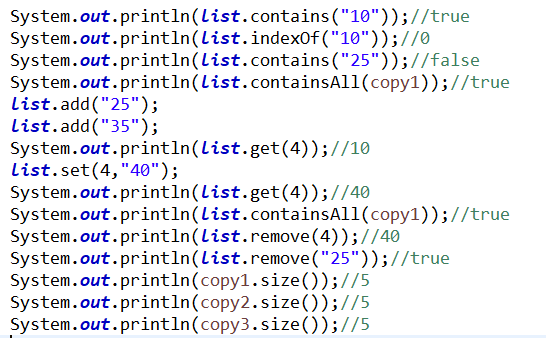 System.out.println(list.contains("10"));//true
System.out.println(list.indexOf("10"));//0
System.out.println(list.contains("25"));//false
System.out.println(list.containsAll(copy1));//true
list.add("25");
list.add("35");
System.out.println(list.get(4));//10
list.set(4,"40");
System.out.println(list.get(4));//40
System.out.println(list.containsAll(copy1));//true
System.out.println(list.remove(4));//40
System.out.println(list.remove("25"));//true
System.out.println(copy1.size());//5
System.out.println(copy2.size());//5
System.out.println(copy3.size());//5